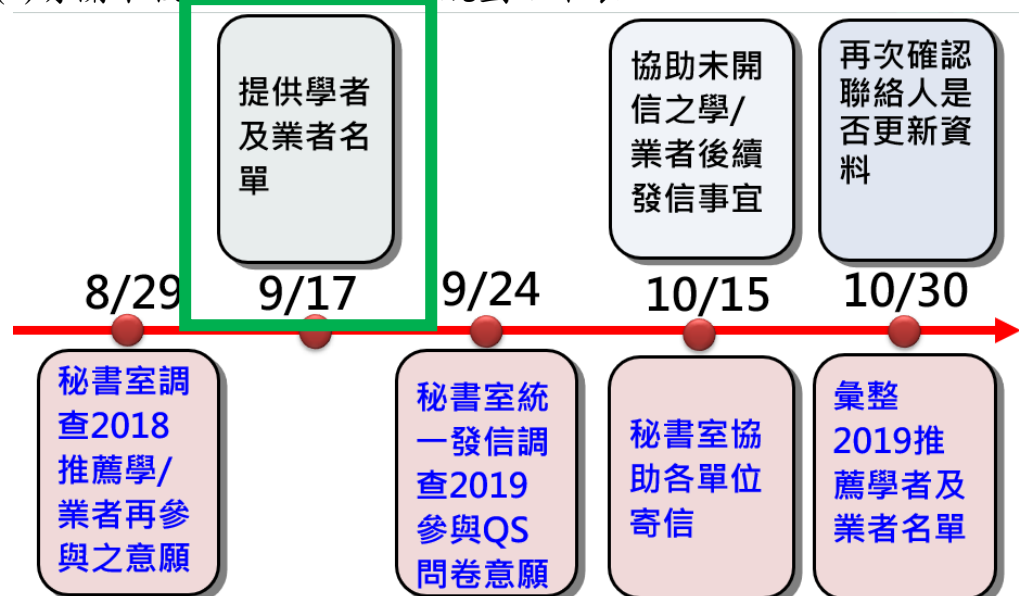 提供學者
及業者名
單
協助未開
信之學/
業者後續
發信事宜
再次確認
聯絡人是
否更新資
料
8/29
9/17
9/24
10/15
10/30
秘書室調
查2018
推薦學/
業者再參
與之意願
秘書室統
一發信調
查2019
參與QS
問卷意願
秘書室協
助各單位
寄信
彙整
2019推
薦學者及
業者名單